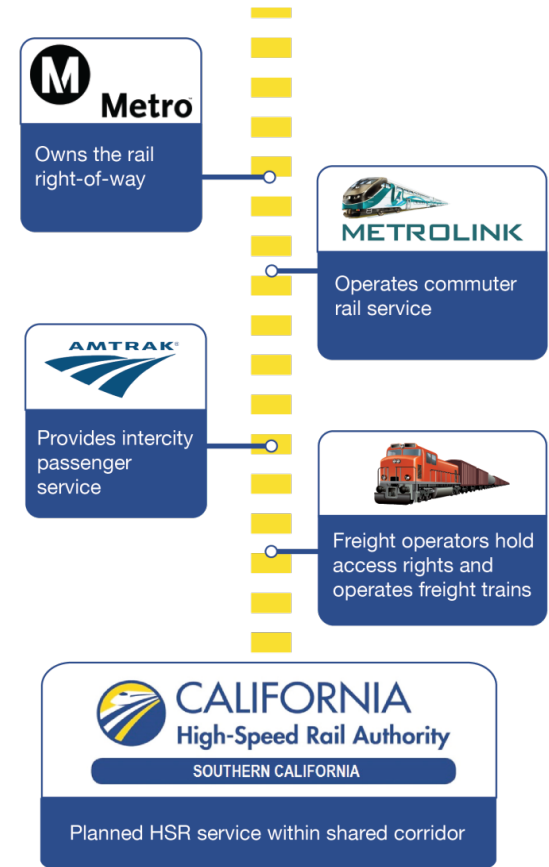 M
Metro
Owns the rail
right-of-way
METROLINK
Operates commuter
rail service
AMTRAK®
Provides intercity
passenger
service
Freight operators hold
access rights and
operates freight trains
CALIFORNIA
High-Speed Rail Authority
SOUTHERN CALIFORNIA
Planned HSR service within shared corridor